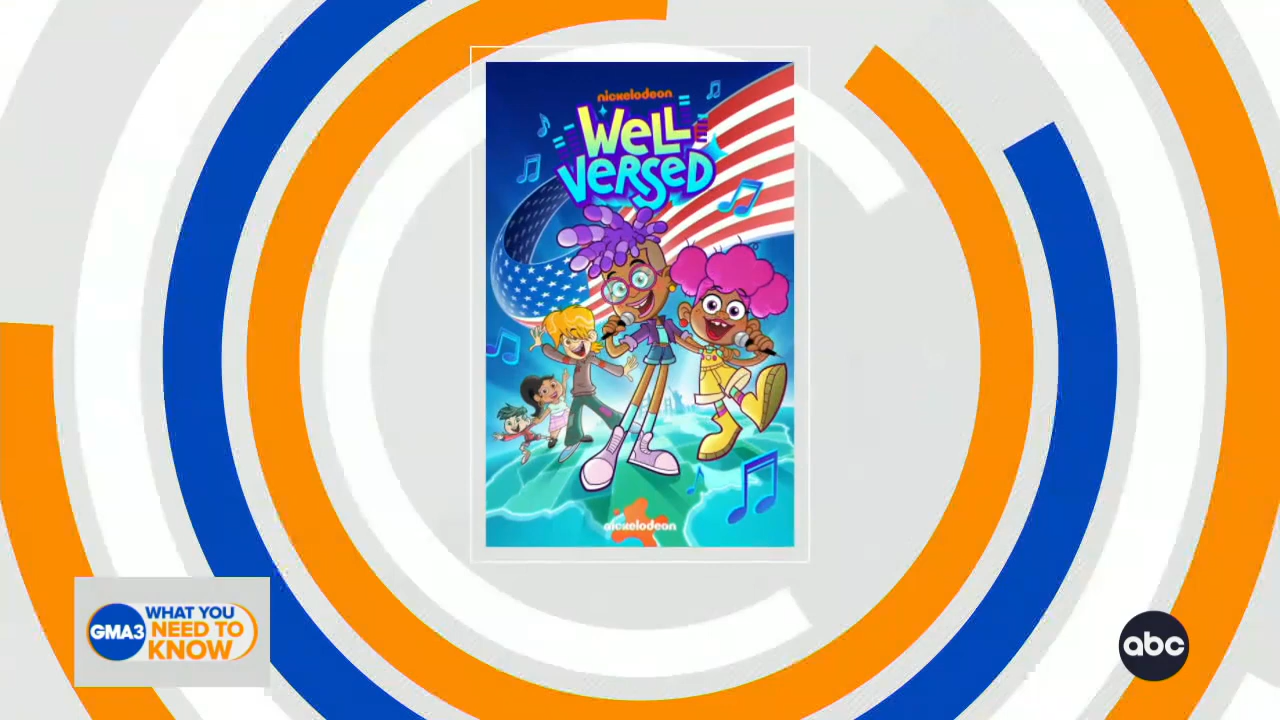 nickelodeon
WELL
VERSED
nickelodeon
GMA3
WHAT YOU
NEED TO
KNOW
abc